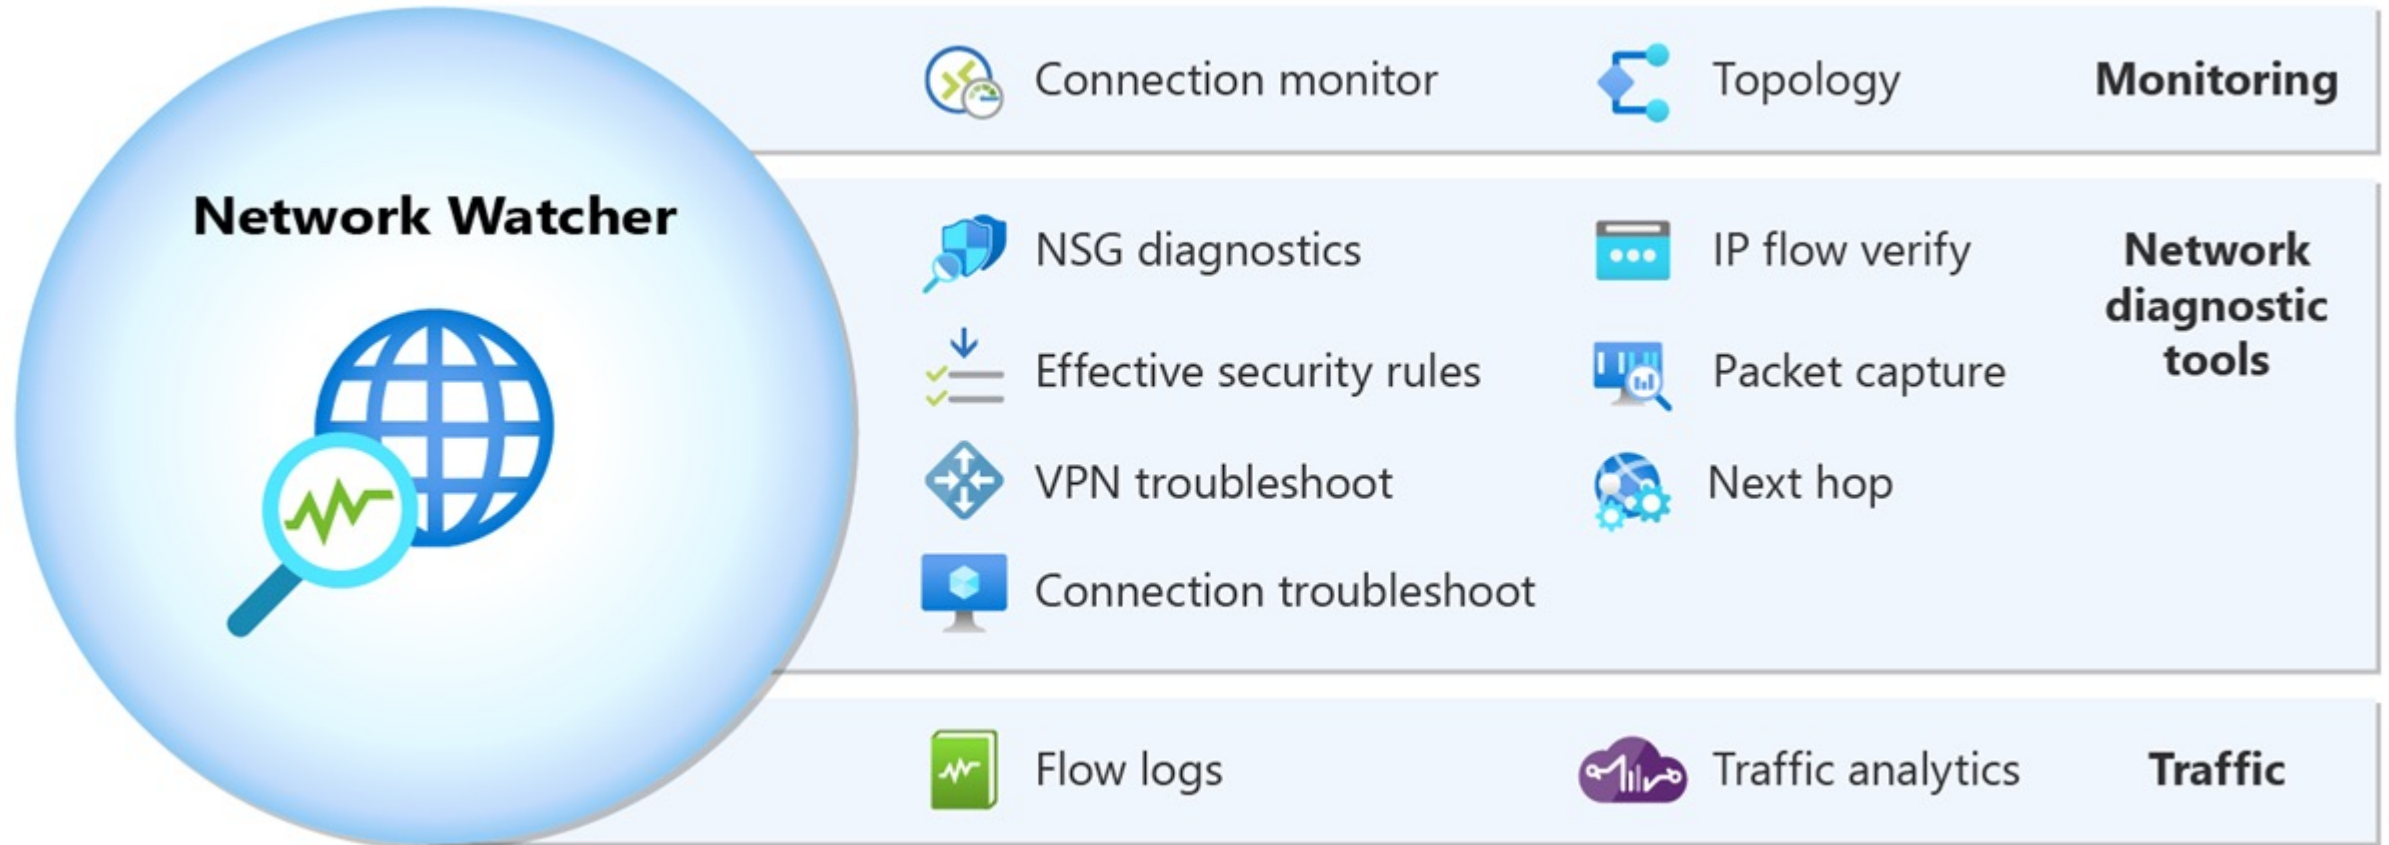 Network Watcher
Connection monitor
Topology
Monitoring
NSG diagnostics
IP flow verify
Network
diagnostic
tools
Effective security rules
Packet capture
VPN troubleshoot
Next hop
Connection troubleshoot
Flow logs
Traffic analytics
Traffic